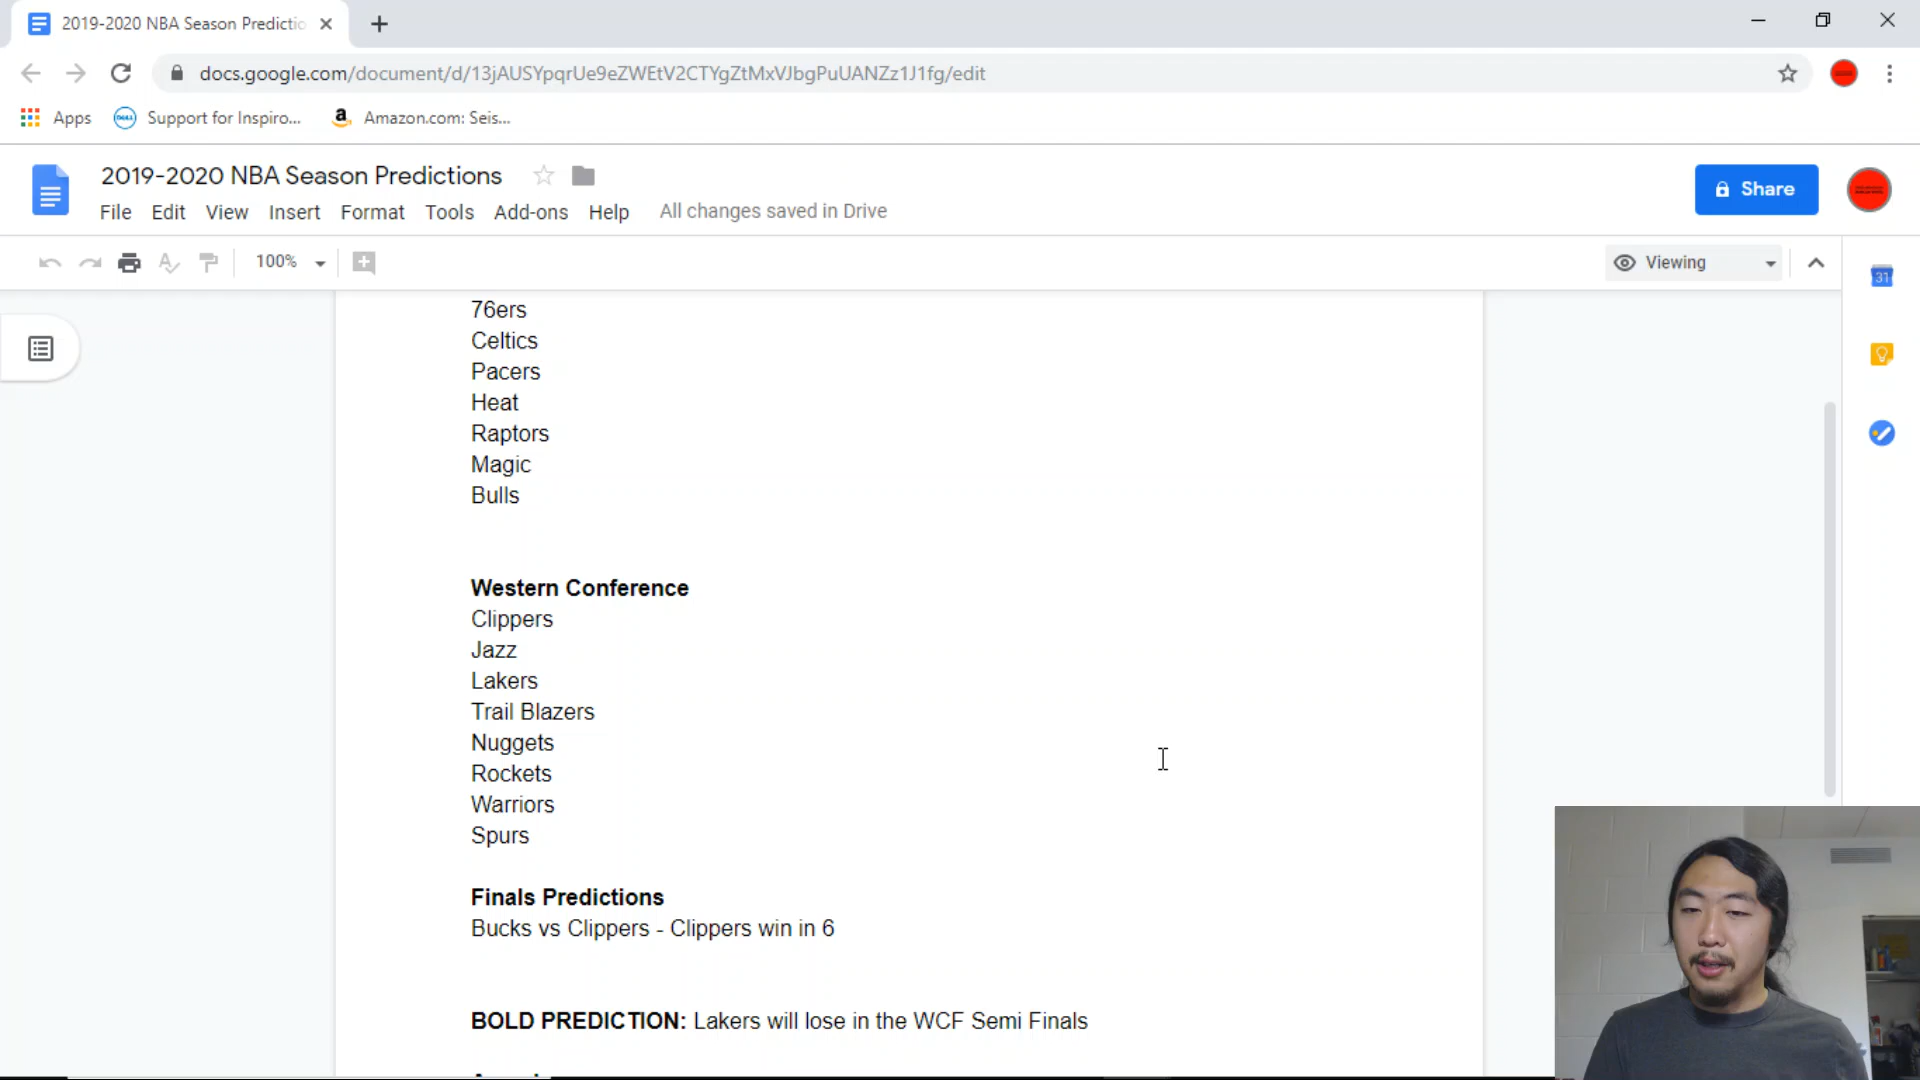 2019-2020 NBA Season Predictio
docs.google.com/document/d/13jAUSYpqrUe9eZWEtV2CTYgZtMxVJbgPuUANZz1J1fg/edit
Apps
Support for Inspiro...
Amazon.com: Seis...
2019-2020 NBA Season Predictions
File Edit View Insert Format Tools Add-ons Help All changes saved in Drive
Share
100%
Viewing
31
76ers
Celtics
Pacers
Heat
Raptors
Magic
Bulls
Western Conference
Clippers
Jazz
Lakers
Trail Blazers
Nuggets
Rockets
Warriors
Spurs
Finals Predictions
Bucks vs Clippers - Clippers win in 6
BOLD PREDICTION: Lakers will lose in the WCF Semi Finals